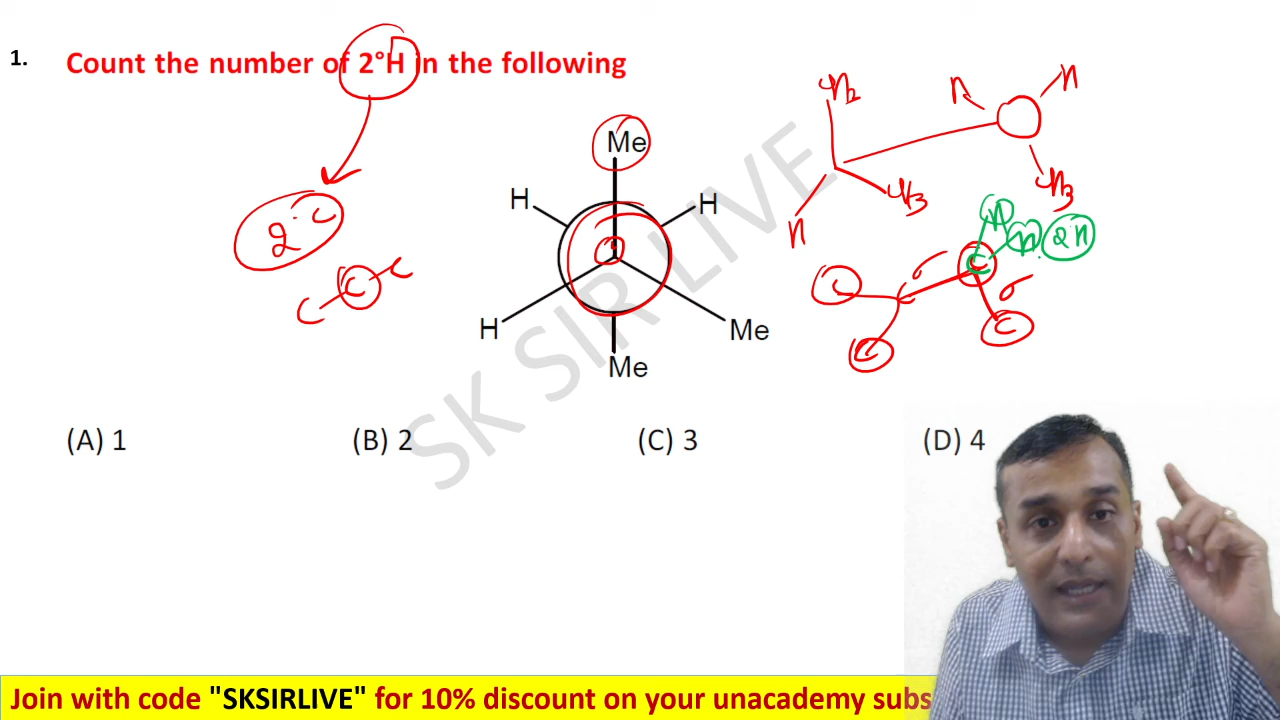 1. Count the number of 2°H in the following
2° C
C C C
Me
H H
H Me
Me
H H
C
H C C
H H 2H
C C σ
σ
C C
SK SIR LIVE
(A) 1 (B) 2 (C) 3 (D) 4
Join with code "SKSIRLIVE" for 10% discount on your unacademy subs